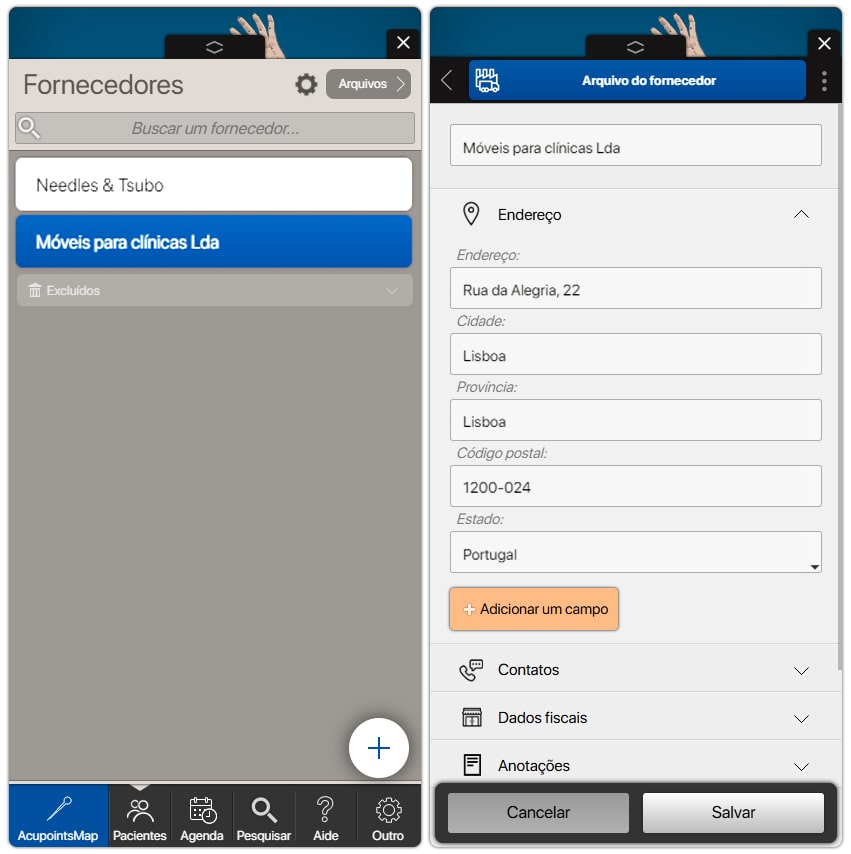 Fornecedores
Arquivos
Buscar um fornecedor...
Needles & Tsubo
Móveis para clínicas Lda
Excluídos
AcupointsMap
Pacientes
Agenda
Pesquisar
Aide
Outro
Arquivo do fornecedor
Móveis para clínicas Lda
Endereço
Endereço:
Rua da Alegria, 22
Cidade:
Lisboa
Província:
Lisboa
Código postal:
1200-024
Estado:
Portugal
+ Adicionar um campo
Contatos
Dados fiscais
Anotações
Cancelar
Salvar